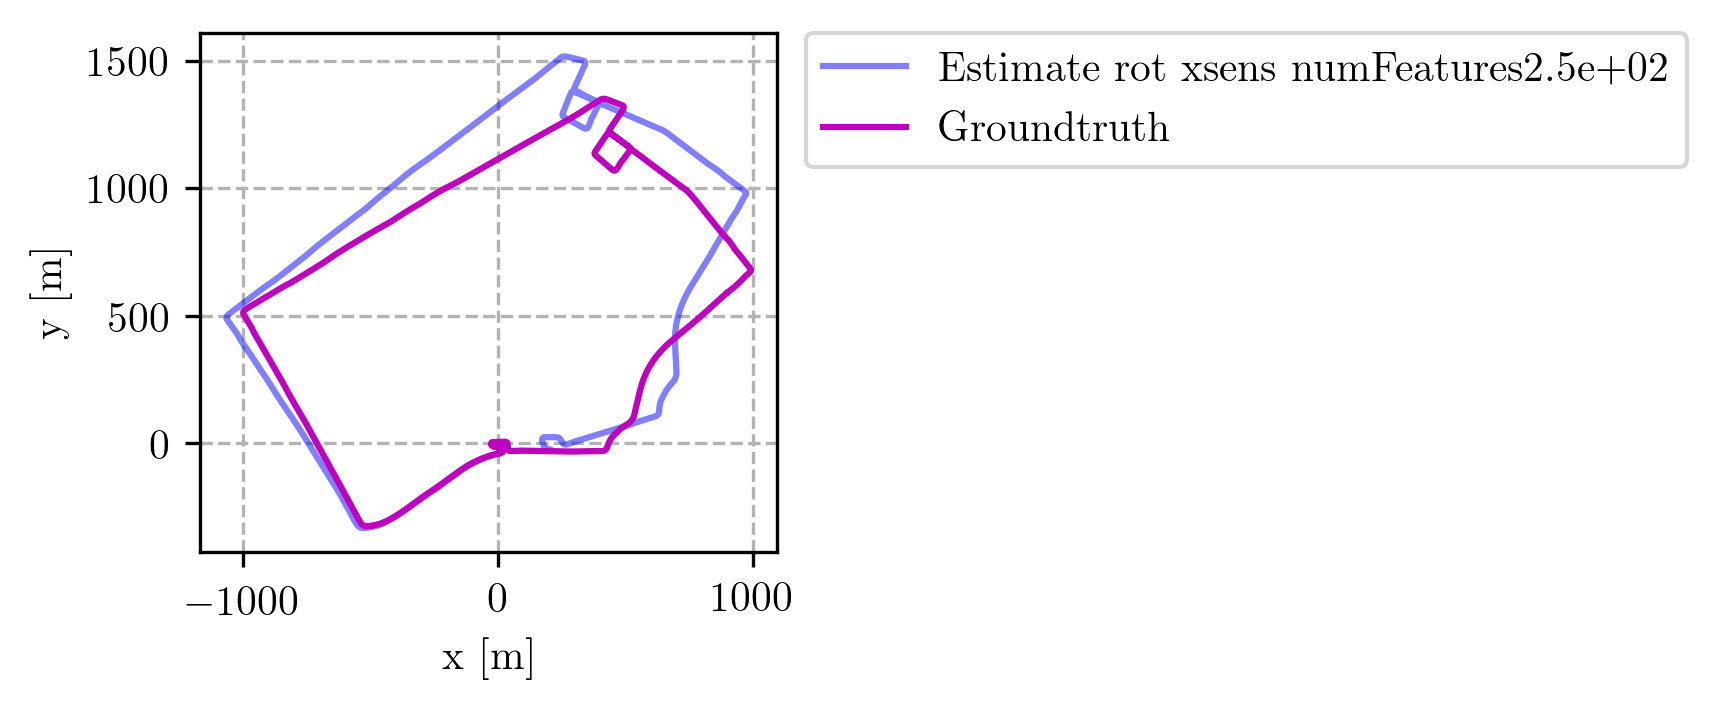 1500
1000
500
0
−1000
0
1000
y [m]
x [m]
Estimate rot xsens numFeatures2.5e+02
Groundtruth